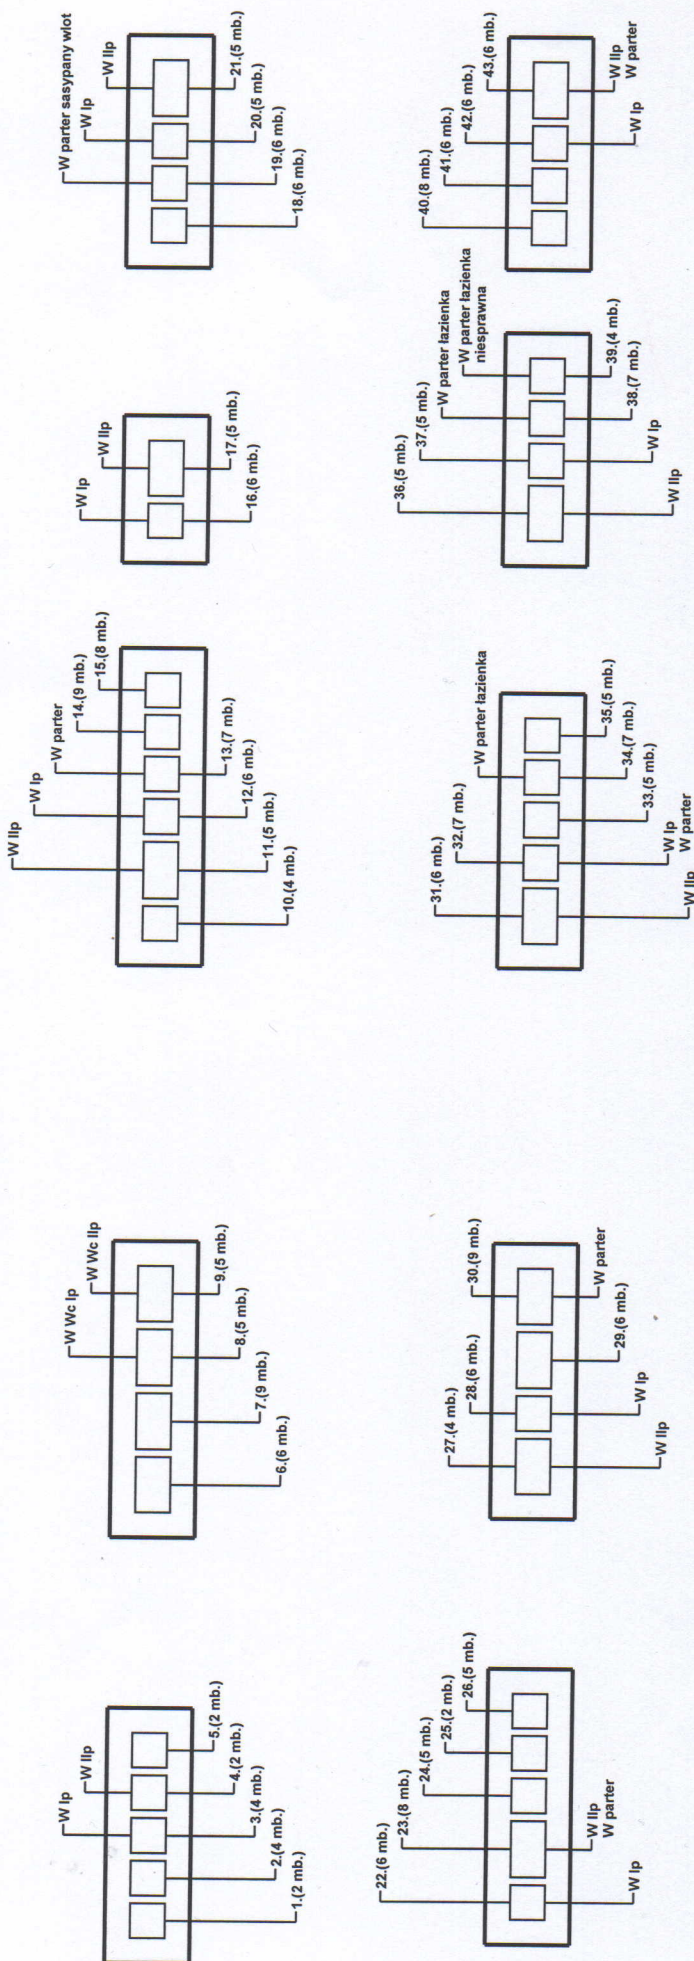 W Ip
W IIp
1.(2 mb.)
2.(4 mb.)
3.(4 mb.)
4.(2 mb.)
5.(2 mb.)
W Wc Ip
W Wc IIp
6.(6 mb.)
7.(9 mb.)
8.(5 mb.)
9.(5 mb.)
W IIp
W Ip
W parter
14.(9 mb.)
15.(8 mb.)
10.(4 mb.)
11.(5 mb.)
12.(6 mb.)
13.(7 mb.)
W Ip
W IIp
16.(6 mb.)
17.(5 mb.)
W parter sasypany wlot
W Ip
W IIp
18.(6 mb.)
19.(6 mb.)
20.(5 mb.)
21.(5 mb.)
22.(6 mb.)
23.(8 mb.)
24.(5 mb.)
25.(2 mb.)
26.(5 mb.)
W Ip
W IIp
W parter
27.(4 mb.)
28.(6 mb.)
30.(9 mb.)
W IIp
W Ip
29.(6 mb.)
W parter
31.(6 mb.)
32.(7 mb.)
W parter łazienka
W IIp
W Ip
W parter
33.(5 mb.)
34.(7 mb.)
35.(5 mb.)
36.(5 mb.)
37.(5 mb.)
W parter łazienka
W parter łazienka
niesprawna
W IIp
W Ip
38.(7 mb.)
39.(4 mb.)
40.(8 mb.)
41.(6 mb.)
42.(6 mb.)
43.(6 mb.)
W Ip
W IIp
W parter